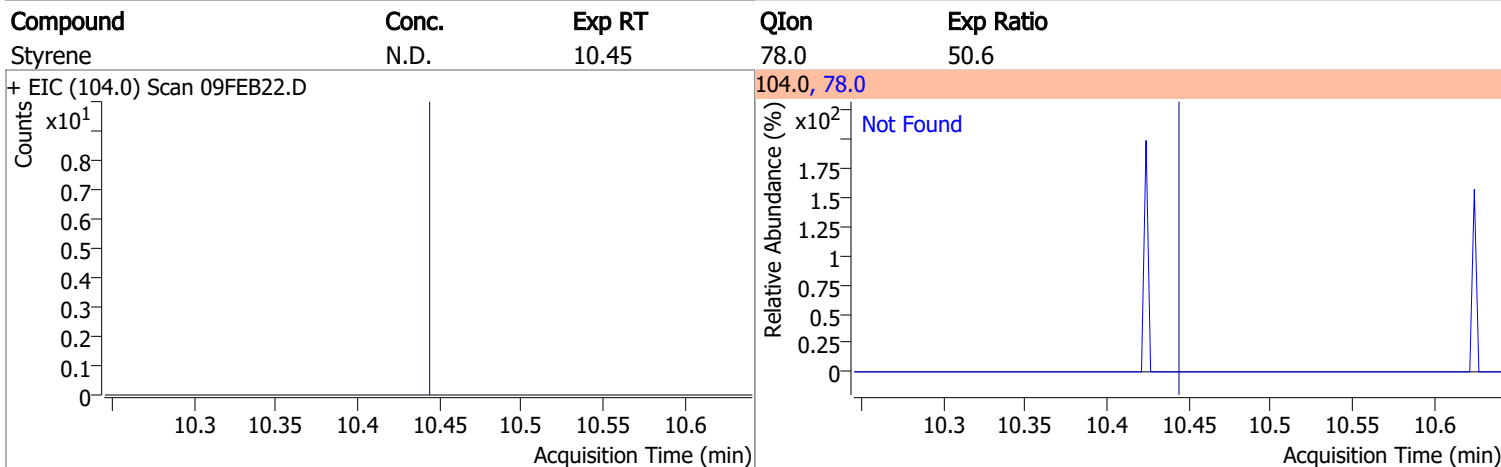 Compound Conc. Exp RT QIon Exp Ratio
Styrene N.D. 10.45 78.0 50.6
+ EIC (104.0) Scan 09FEB22.D
Counts
x10¹
0.8
0.7
0.6
0.5
0.4
0.3
0.2
0.1
0
10.3 10.35 10.4 10.45 10.5 10.55 10.6
Acquisition Time (min)
104.0, 78.0
Relative Abundance (%)
x10²
Not Found
1.75
1.5
1.25
1
0.75
0.5
0.25
0
10.3 10.35 10.4 10.45 10.5 10.55 10.6
Acquisition Time (min)